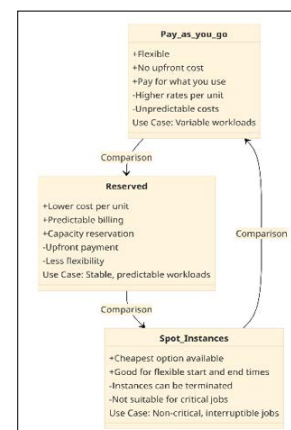 Pay_as_you_go
+Flexible
+No upfront cost
+Pay for what you use
-Higher rates per unit
-Unpredictable costs
Use Case: Variable workloads
Comparison
Reserved
+Lower cost per unit
+Predictable billing
+Capacity reservation
-Upfront payment
-Less flexibility
Use Case: Stable, predictable workloads
Comparison
Comparison
Spot_Instances
+Cheapest option available
+Good for flexible start and end times
-Instances can be terminated
-Not suitable for critical jobs
Use Case: Non-critical, interruptible jobs